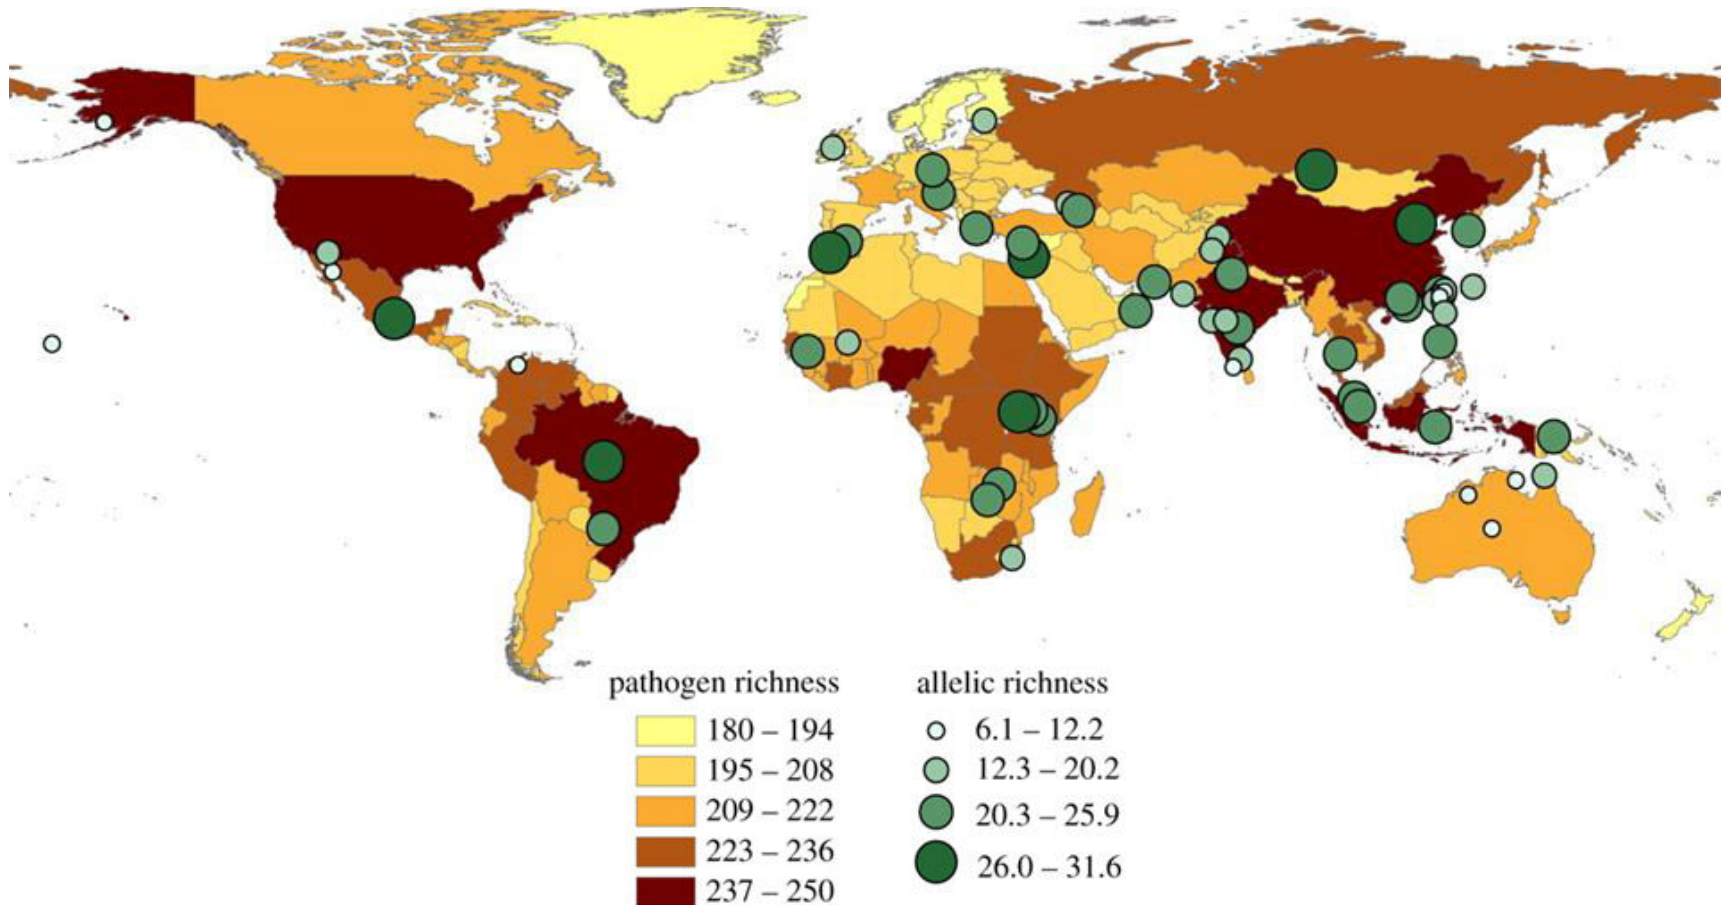 pathogen richness
180 – 194
195 – 208
209 – 222
223 – 236
237 – 250
allelic richness
6.1 – 12.2
12.3 – 20.2
20.3 – 25.9
26.0 – 31.6